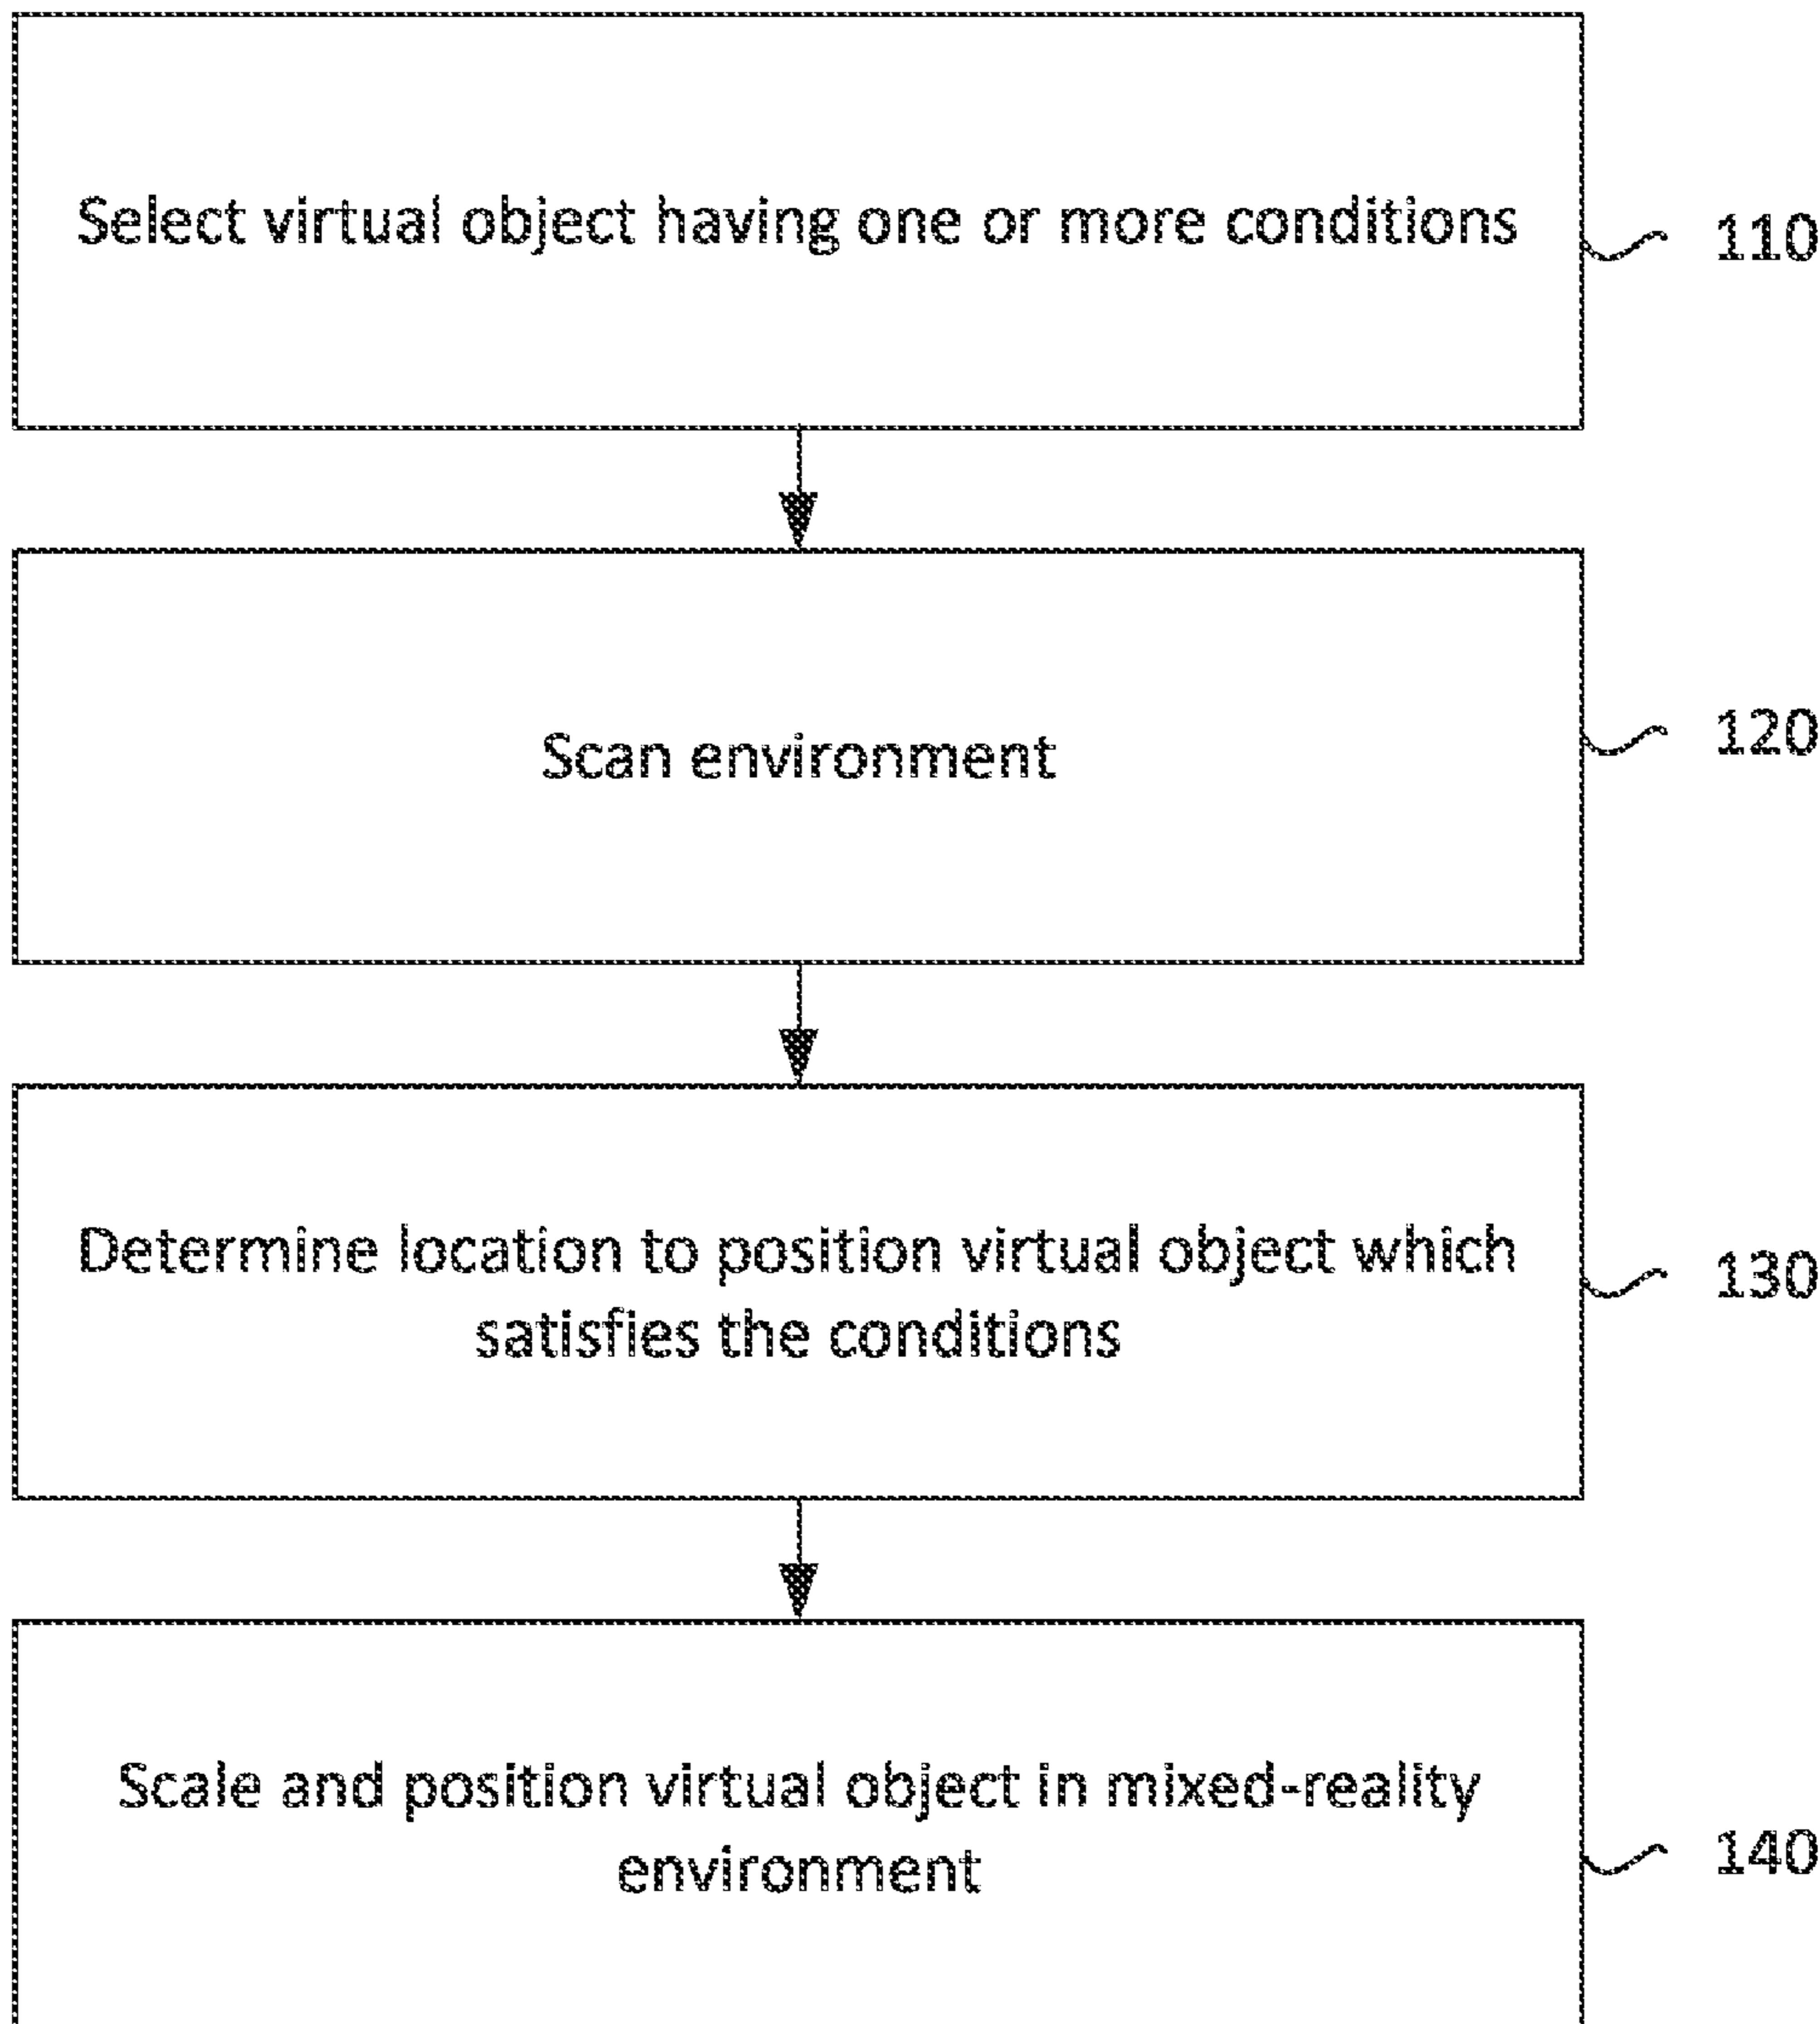 Select virtual object having one or more conditions
110
Scan environment
120
Determine location to position virtual object which
satisfies the conditions
130
Scale and position virtual object in mixed-reality
environment
140